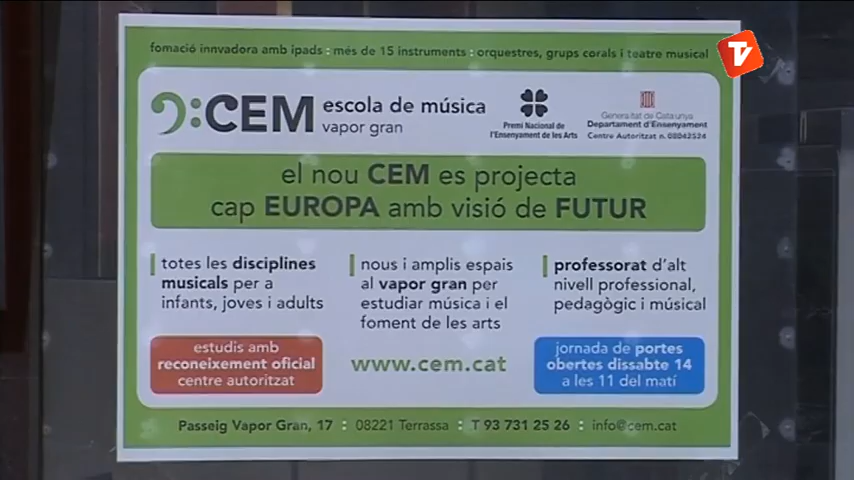 fomació innvadora amb ipads : més de 15 instruments : orquestres, grups corals i teatre musical
TV
CEM escola de música
vapor gran
Premi Nacional de
l'Ensenyament de les Arts
Generalitat de Catalunya
Departament d'Ensenyament
Centre Autoritzat n. 08042524
el nou CEM es projecta
cap EUROPA amb visió de FUTUR
totes les disciplines
musicals per a
infants, joves i adults
nous i amplis espais
al vapor gran per
estudiar música i el
foment de les arts
professorat d'alt
nivell professional,
pedagògic i músical
estudis amb
reconeixement oficial
centre autoritzat
www.cem.cat
jornada de portes
obertes dissabte 14
a les 11 del matí
Passeig Vapor Gran, 17 : 08221 Terrassa : T 93 731 25 26 : info@cem.cat